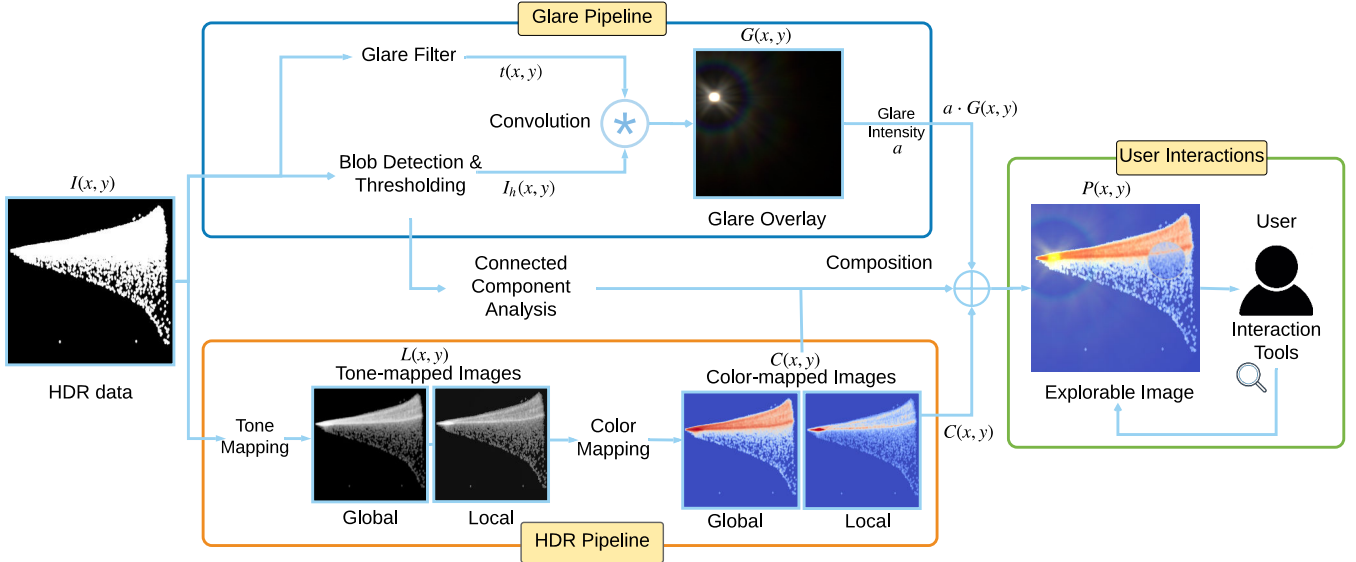 Glare Pipeline
Glare Filter
t(x, y)
Convolution
*
Blob Detection &
Thresholding
I_h(x, y)
G(x, y)
Glare Overlay
Glare
Intensity
a
a · G(x, y)
I(x, y)
HDR data
Connected
Component
Analysis
Composition
Tone
Mapping
L(x, y)
Tone-mapped Images
Global
Local
Color
Mapping
C(x, y)
Color-mapped Images
Global
Local
C(x, y)
HDR Pipeline
User Interactions
P(x, y)
Explorable Image
User
Interaction
Tools